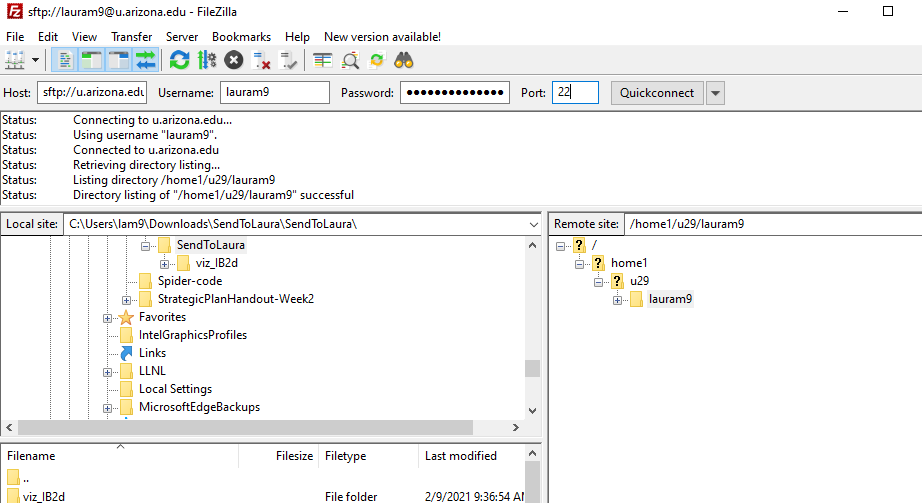 sftp://lauram9@u.arizona.edu - FileZilla
File Edit View Transfer Server Bookmarks Help New version available!
Host: sftp://u.arizona.edu Username: lauram9 Password: ●●●●●●●●●●●●●● Port: 22 Quickconnect
Status: Connecting to u.arizona.edu...
Status: Using username "lauram9".
Status: Connected to u.arizona.edu
Status: Retrieving directory listing...
Status: Listing directory /home1/u29/lauram9
Status: Directory listing of "/home1/u29/lauram9" successful
Local site: C:\Users\lam9\Downloads\SendToLaura\SendToLaura\
SendToLaura
viz_IB2d
Spider-code
StrategicPlanHandout-Week2
Favorites
IntelGraphicsProfiles
Links
LLNL
Local Settings
MicrosoftEdgeBackups
Filename Filesize Filetype Last modified
..
viz_IB2d File folder 2/9/2021 9:36:54 A
Remote site: /home1/u29/lauram9
/
home1
u29
lauram9